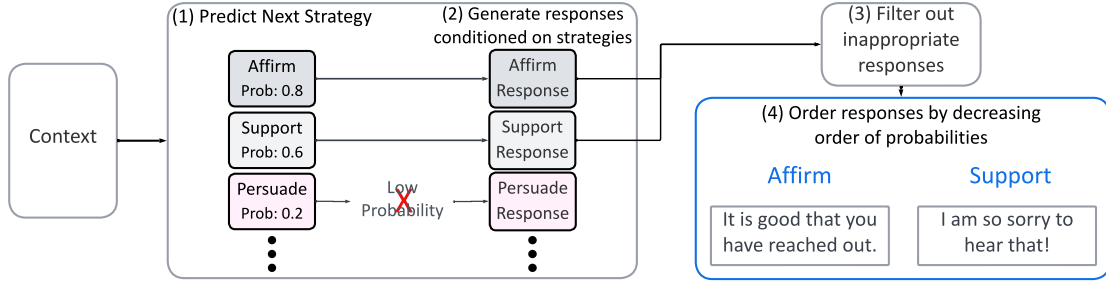 Context
(1) Predict Next Strategy
Affirm
Prob: 0.8
Support
Prob: 0.6
Persuade
Prob: 0.2
Low
Probability
X
(2) Generate responses
conditioned on strategies
Affirm
Response
Support
Response
Persuade
Response
(3) Filter out
inappropriate
responses
(4) Order responses by decreasing
order of probabilities
Affirm
It is good that you
have reached out.
Support
I am so sorry to
hear that!